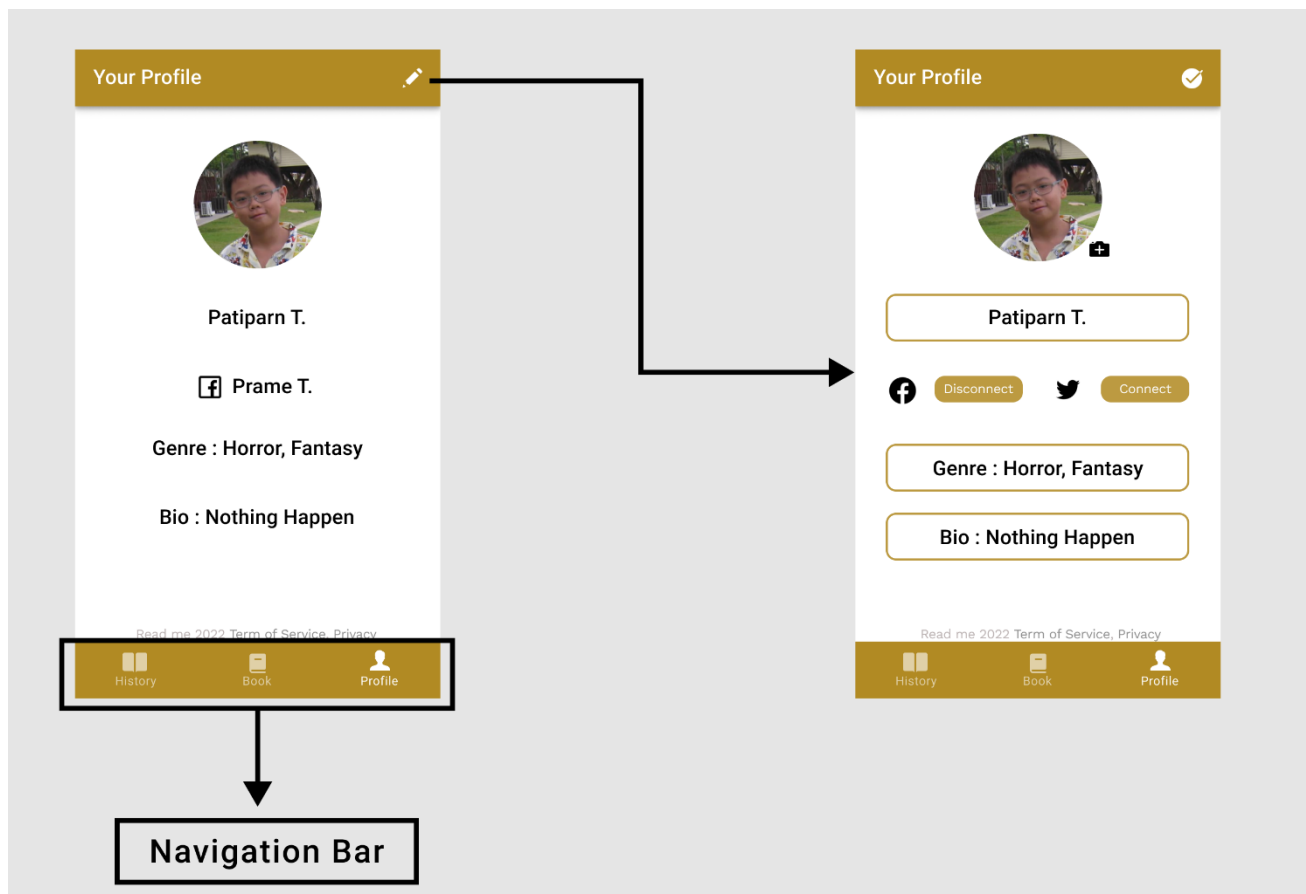 Your Profile
Patiparn T.
Prame T.
Genre : Horror, Fantasy
Bio : Nothing Happen
Read me 2022 Term of Service, Privacy
History Book Profile
Navigation Bar
Your Profile
Patiparn T.
Disconnect Connect
Genre : Horror, Fantasy
Bio : Nothing Happen
Read me 2022 Term of Service, Privacy
History Book Profile